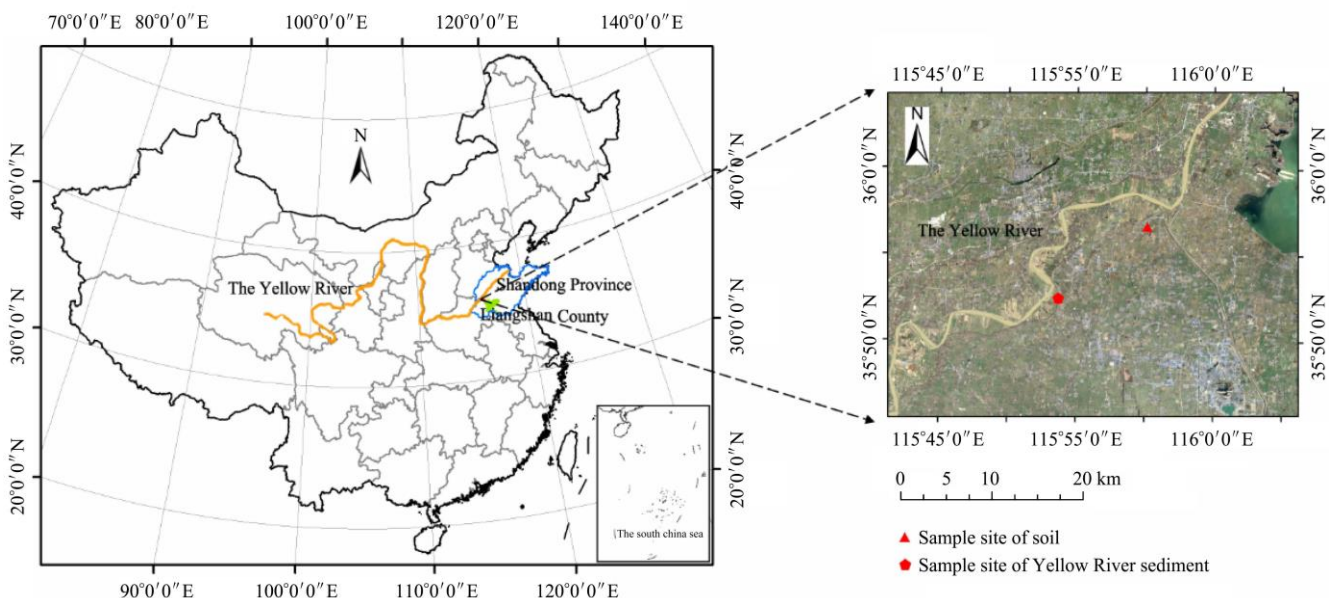 70°0′0″E 80°0′0″E 100°0′0″E 120°0′0″E 140°0′0″E
N
40°0′0″N
30°0′0″N
20°0′0″N
40°0′0″N
30°0′0″N
20°0′0″N
The Yellow River
Shandong Province
Liangshan County
The south china sea
90°0′0″E 100°0′0″E 110°0′0″E 120°0′0″E
115°45′0″E 115°55′0″E 116°0′0″E
N
36°0′0″N
35°50′0″N
36°0′0″N
35°50′0″N
The Yellow River
115°45′0″E 115°55′0″E 116°0′0″E
0 5 10 20 km
Sample site of soil
Sample site of Yellow River sediment